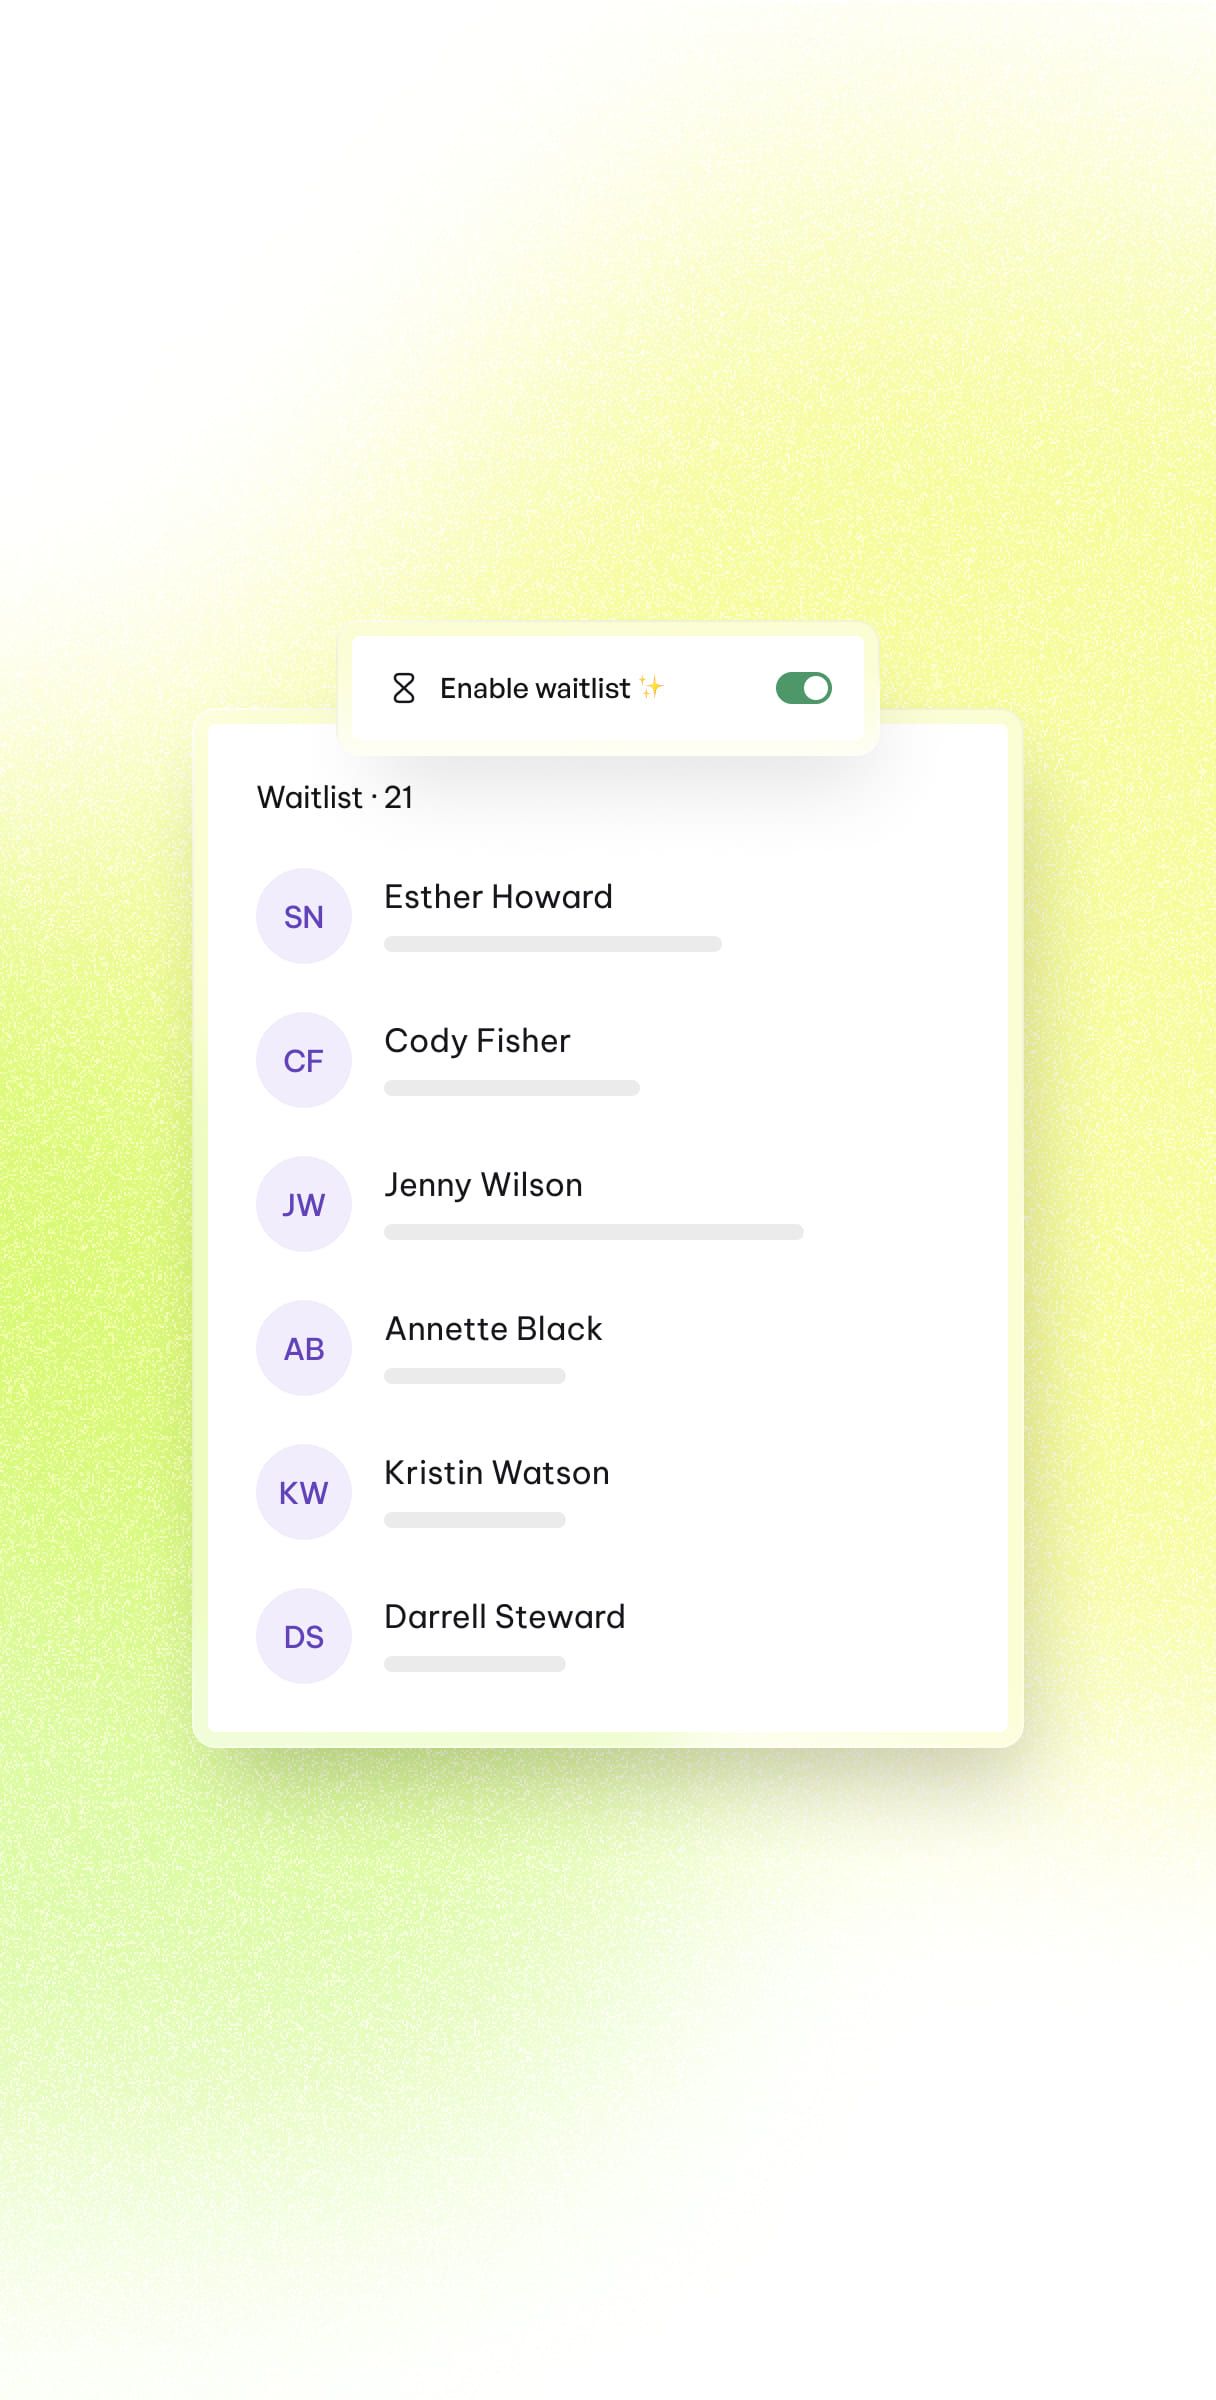 Enable waitlist ✨
Waitlist · 21
SN
Esther Howard
CF
Cody Fisher
JW
Jenny Wilson
AB
Annette Black
KW
Kristin Watson
DS
Darrell Steward